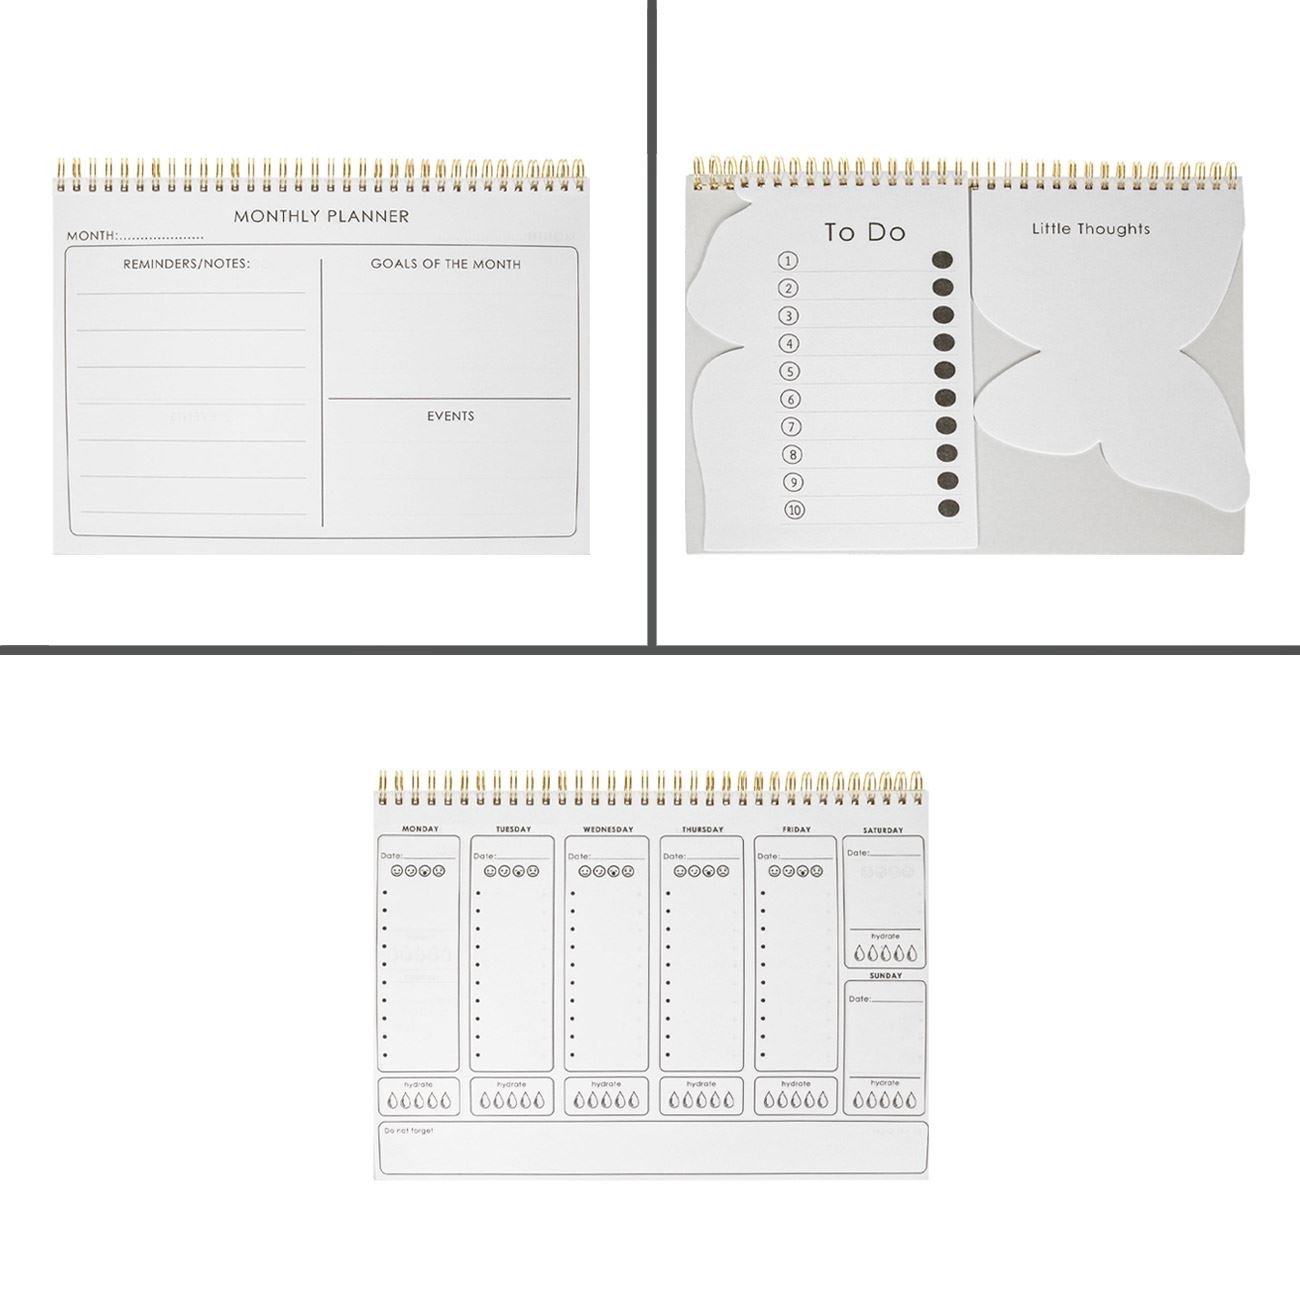 MONTHLY PLANNER
MONTH:....................
REMINDERS/NOTES:
GOALS OF THE MONTH
EVENTS
To Do
1
2
3
4
5
6
7
8
9
10
Little Thoughts
MONDAY TUESDAY WEDNESDAY THURSDAY FRIDAY SATURDAY
Date: Date: Date: Date: Date: Date:
hydrate
SUNDAY
Date:
hydrate hydrate hydrate hydrate hydrate hydrate
Do not forget